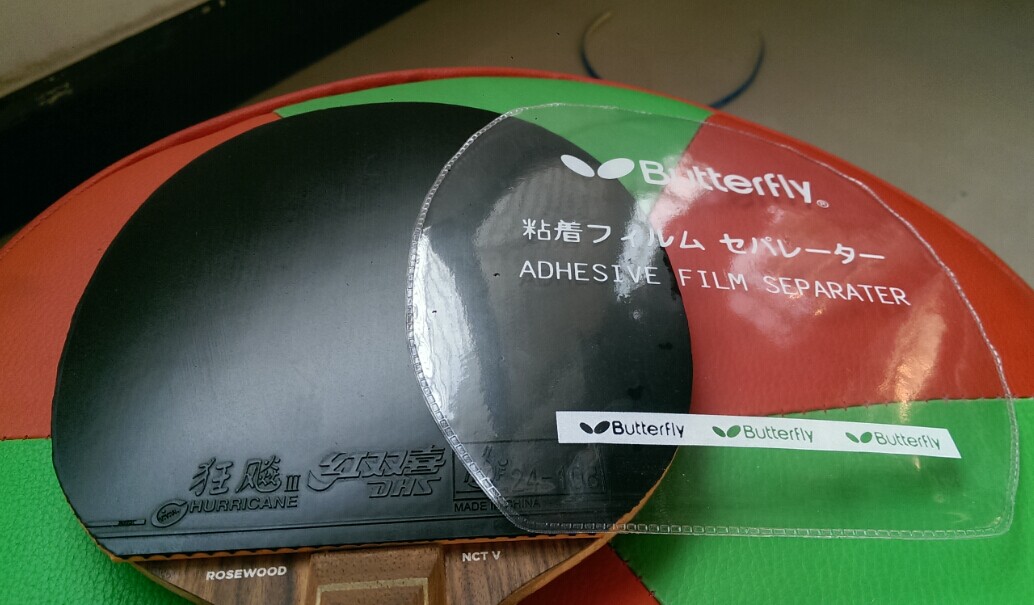 Butterfly®
粘着フィルム セパレーター
ADHESIVE FILM SEPARATER
Butterfly Butterfly Butterfly
狂飚III 红双喜
DHS
HURRICANE
MADE IN CHINA
ROSEWOOD
NCT V